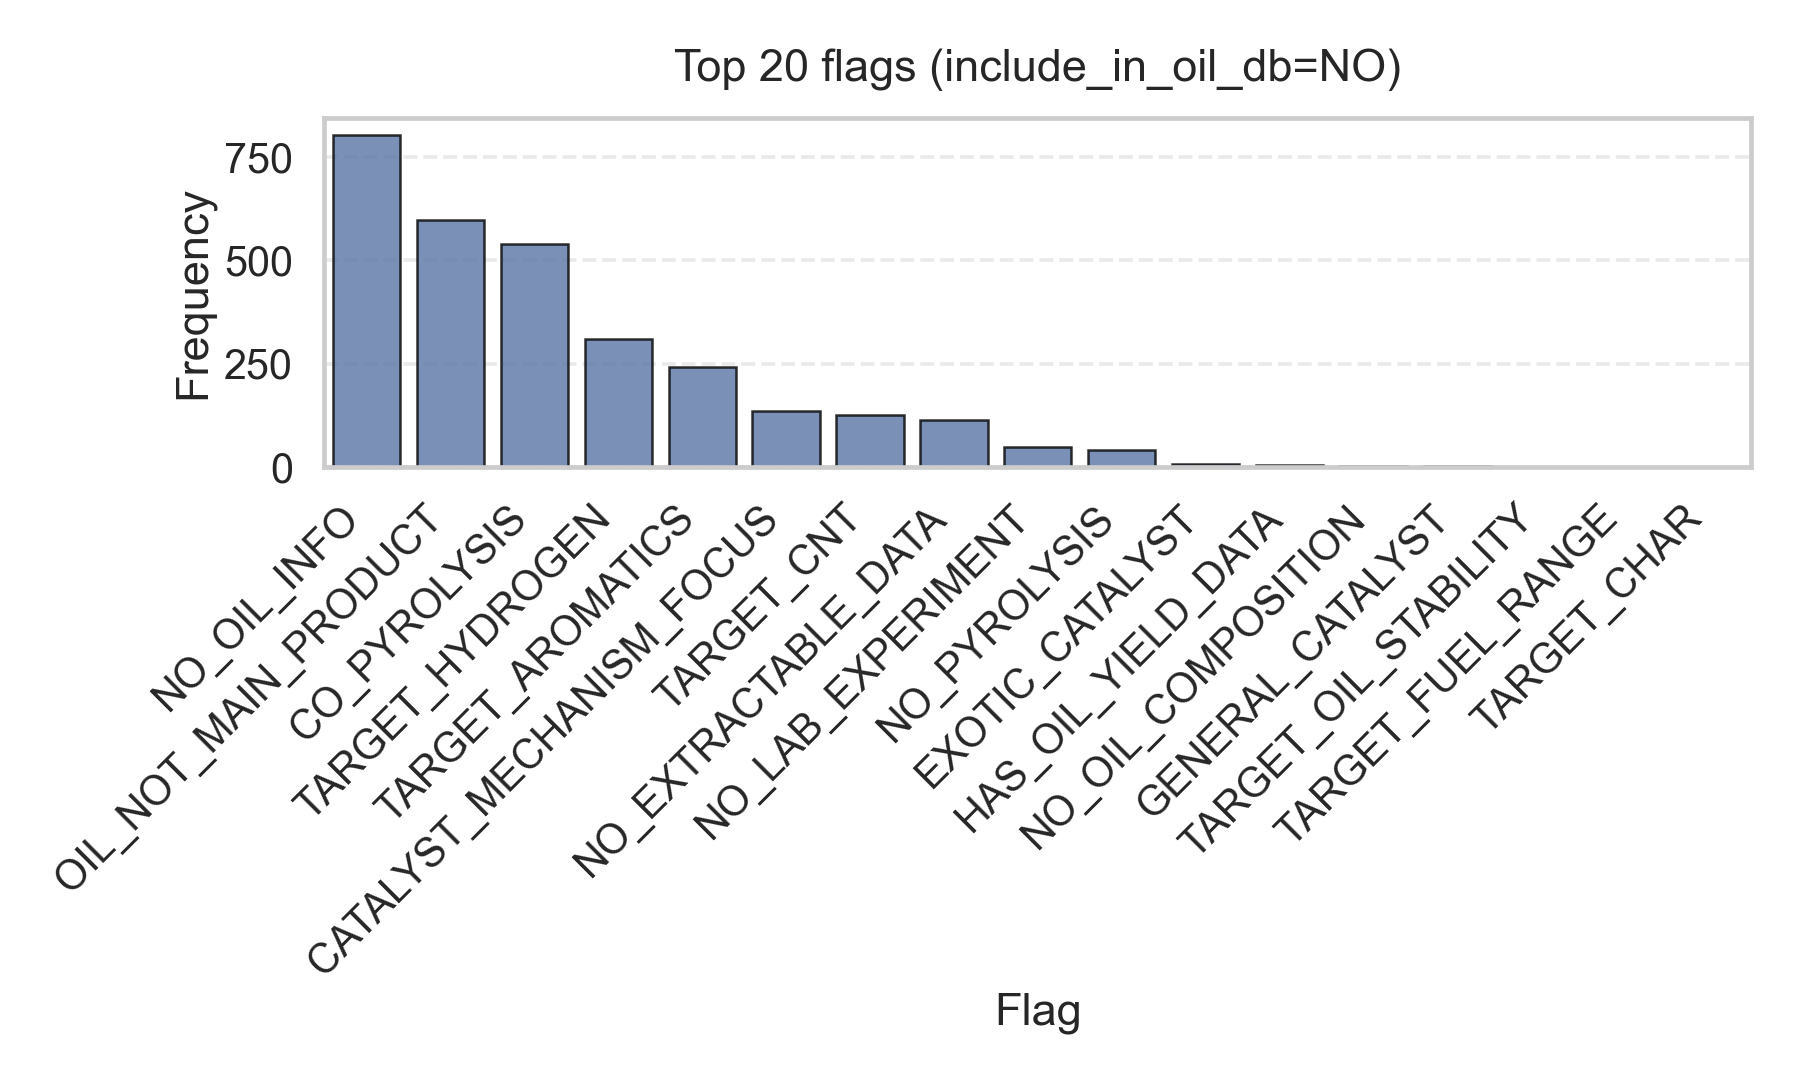 Top 20 flags (include_in_oil_db=NO)
Frequency
750
500
250
0
NO_OIL_INFO
OIL_NOT_MAIN_PRODUCT
CO_PYROLYSIS
TARGET_HYDROGEN
TARGET_AROMATICS
CATALYST_MECHANISM_FOCUS
TARGET_CNT
NO_EXTRACTABLE_DATA
NO_LAB_EXPERIMENT
NO_PYROLYSIS
EXOTIC_CATALYST
HAS_OIL_YIELD_DATA
NO_OIL_COMPOSITION
GENERAL_CATALYST
TARGET_OIL_STABILITY
TARGET_FUEL_RANGE
TARGET_CHAR
Flag